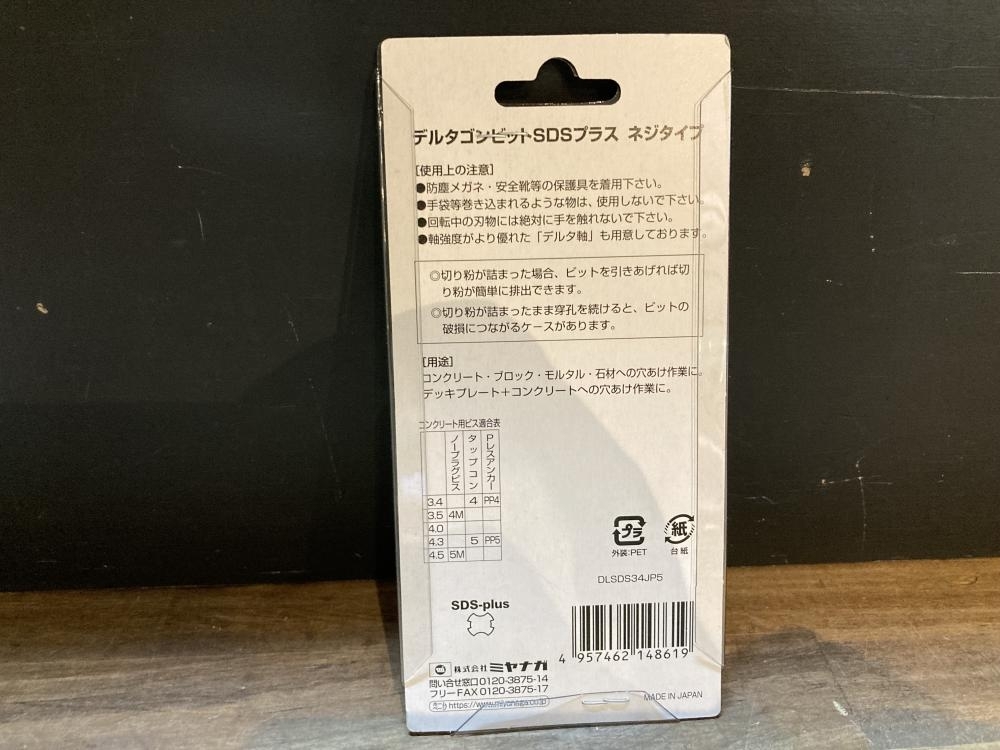 デルタゴンビットSDSプラス ネジタイプ
[使用上の注意]
●防塵メガネ・安全靴等の保護具を着用下さい。
●手袋等巻き込まれるような物は、使用しないで下さい。
●回転中の刃物には絶対に手を触れないで下さい。
●軸強度がより優れた「デルタ軸」も用意しております。
◎切り粉が詰まった場合、ビットを引きあげれば切
り粉が簡単に排出できます。
◎切り粉が詰まったまま穿孔を続けると、ビットの
破損につながるケースがあります。
[用途]
コンクリート・ブロック・モルタル・石材への穴あけ作業に。
デッキプレート+コンクリートへの穴あけ作業に。
コンクリート用ビス適合表
ノープラグビス タップコン Pレスアンカー
3.4 4 PP4
3.5 4M
4.0
4.3 5 PP5
4.5 5M
プラ
外装:PET
紙
台紙
DLSDS34JP5
SDS-plus
4 957462 148619
株式会社ミヤナガ
問い合せ窓口 0120-3875-14
フリーFAX 0120-3875-17
https://www.miyanaga.co.jp
MADE IN JAPAN